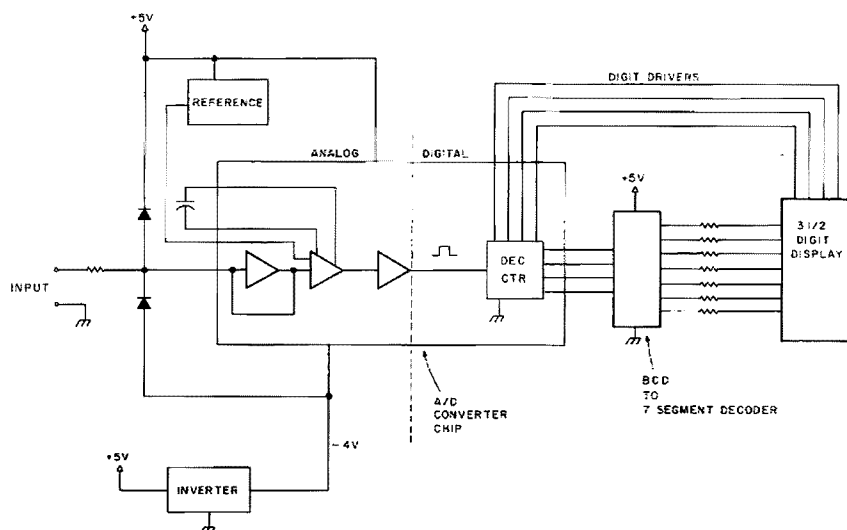 +5V
REFERENCE
DIGIT DRIVERS
ANALOG
DIGITAL
+5V
3 1/2
DIGIT
DISPLAY
DEC
CTR
INPUT
A/D
CONVERTER
CHIP
BCD
TO
7 SEGMENT DECODER
-4V
+5V
INVERTER